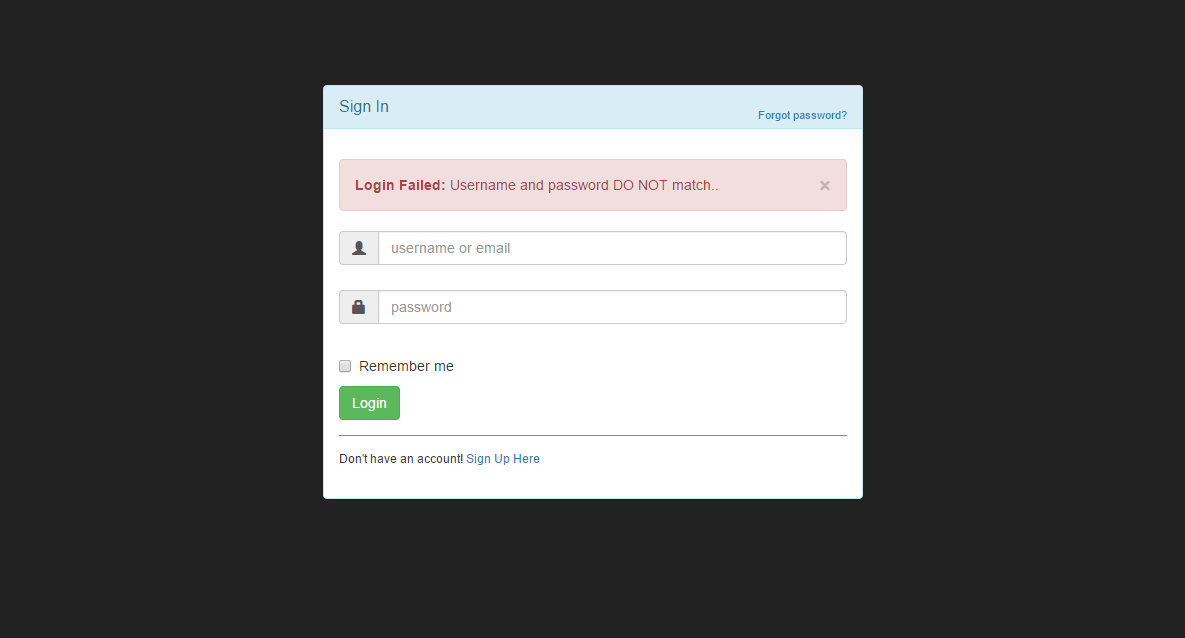 Sign In
Forgot password?
Login Failed: Username and password DO NOT match..
×
username or email
password
Remember me
Login
Don't have an account! Sign Up Here